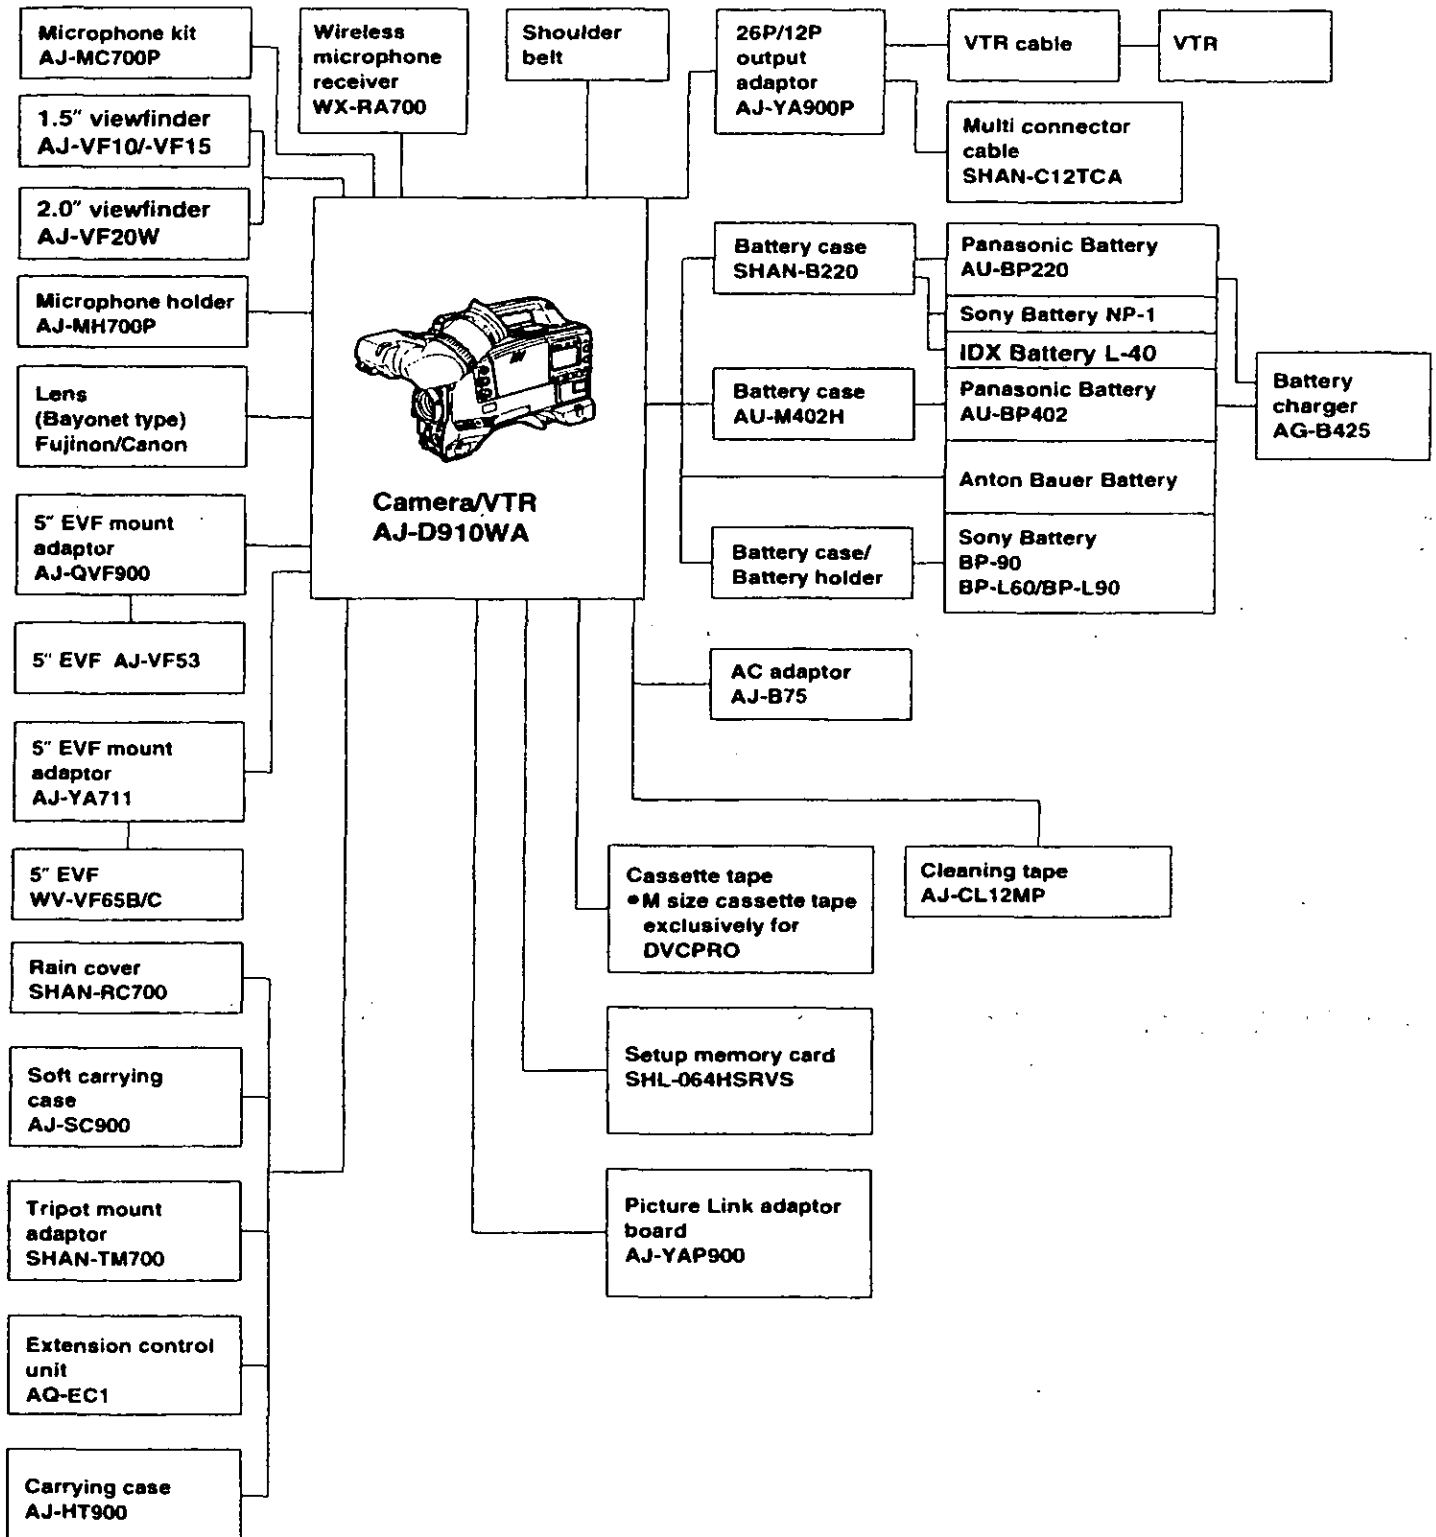 Microphone kit
AJ-MC700P
Wireless
microphone
receiver
WX-RA700
Shoulder
belt
26P/12P
output
adaptor
AJ-YA900P
VTR cable
VTR
1.5" viewfinder
AJ-VF10/-VF15
Multi connector
cable
SHAN-C12TCA
2.0" viewfinder
AJ-VF20W
Microphone holder
AJ-MH700P
Lens
(Bayonet type)
Fujinon/Canon
5" EVF mount
adaptor
AJ-QVF900
5" EVF AJ-VF53
5" EVF mount
adaptor
AJ-YA711
5" EVF
WV-VF65B/C
Camera/VTR
AJ-D910WA
Battery case
SHAN-B220
Panasonic Battery
AU-BP220
Sony Battery NP-1
IDX Battery L-40
Battery case
AU-M402H
Panasonic Battery
AU-BP402
Battery
charger
AG-B425
Anton Bauer Battery
Battery case/
Battery holder
Sony Battery
BP-90
BP-L60/BP-L90
AC adaptor
AJ-B75
Cassette tape
●M size cassette tape
exclusively for
DVCPRO
Cleaning tape
AJ-CL12MP
Rain cover
SHAN-RC700
Soft carrying
case
AJ-SC900
Setup memory card
SHL-064HSRVS
Tripot mount
adaptor
SHAN-TM700
Picture Link adaptor
board
AJ-YAP900
Extension control
unit
AQ-EC1
Carrying case
AJ-HT900